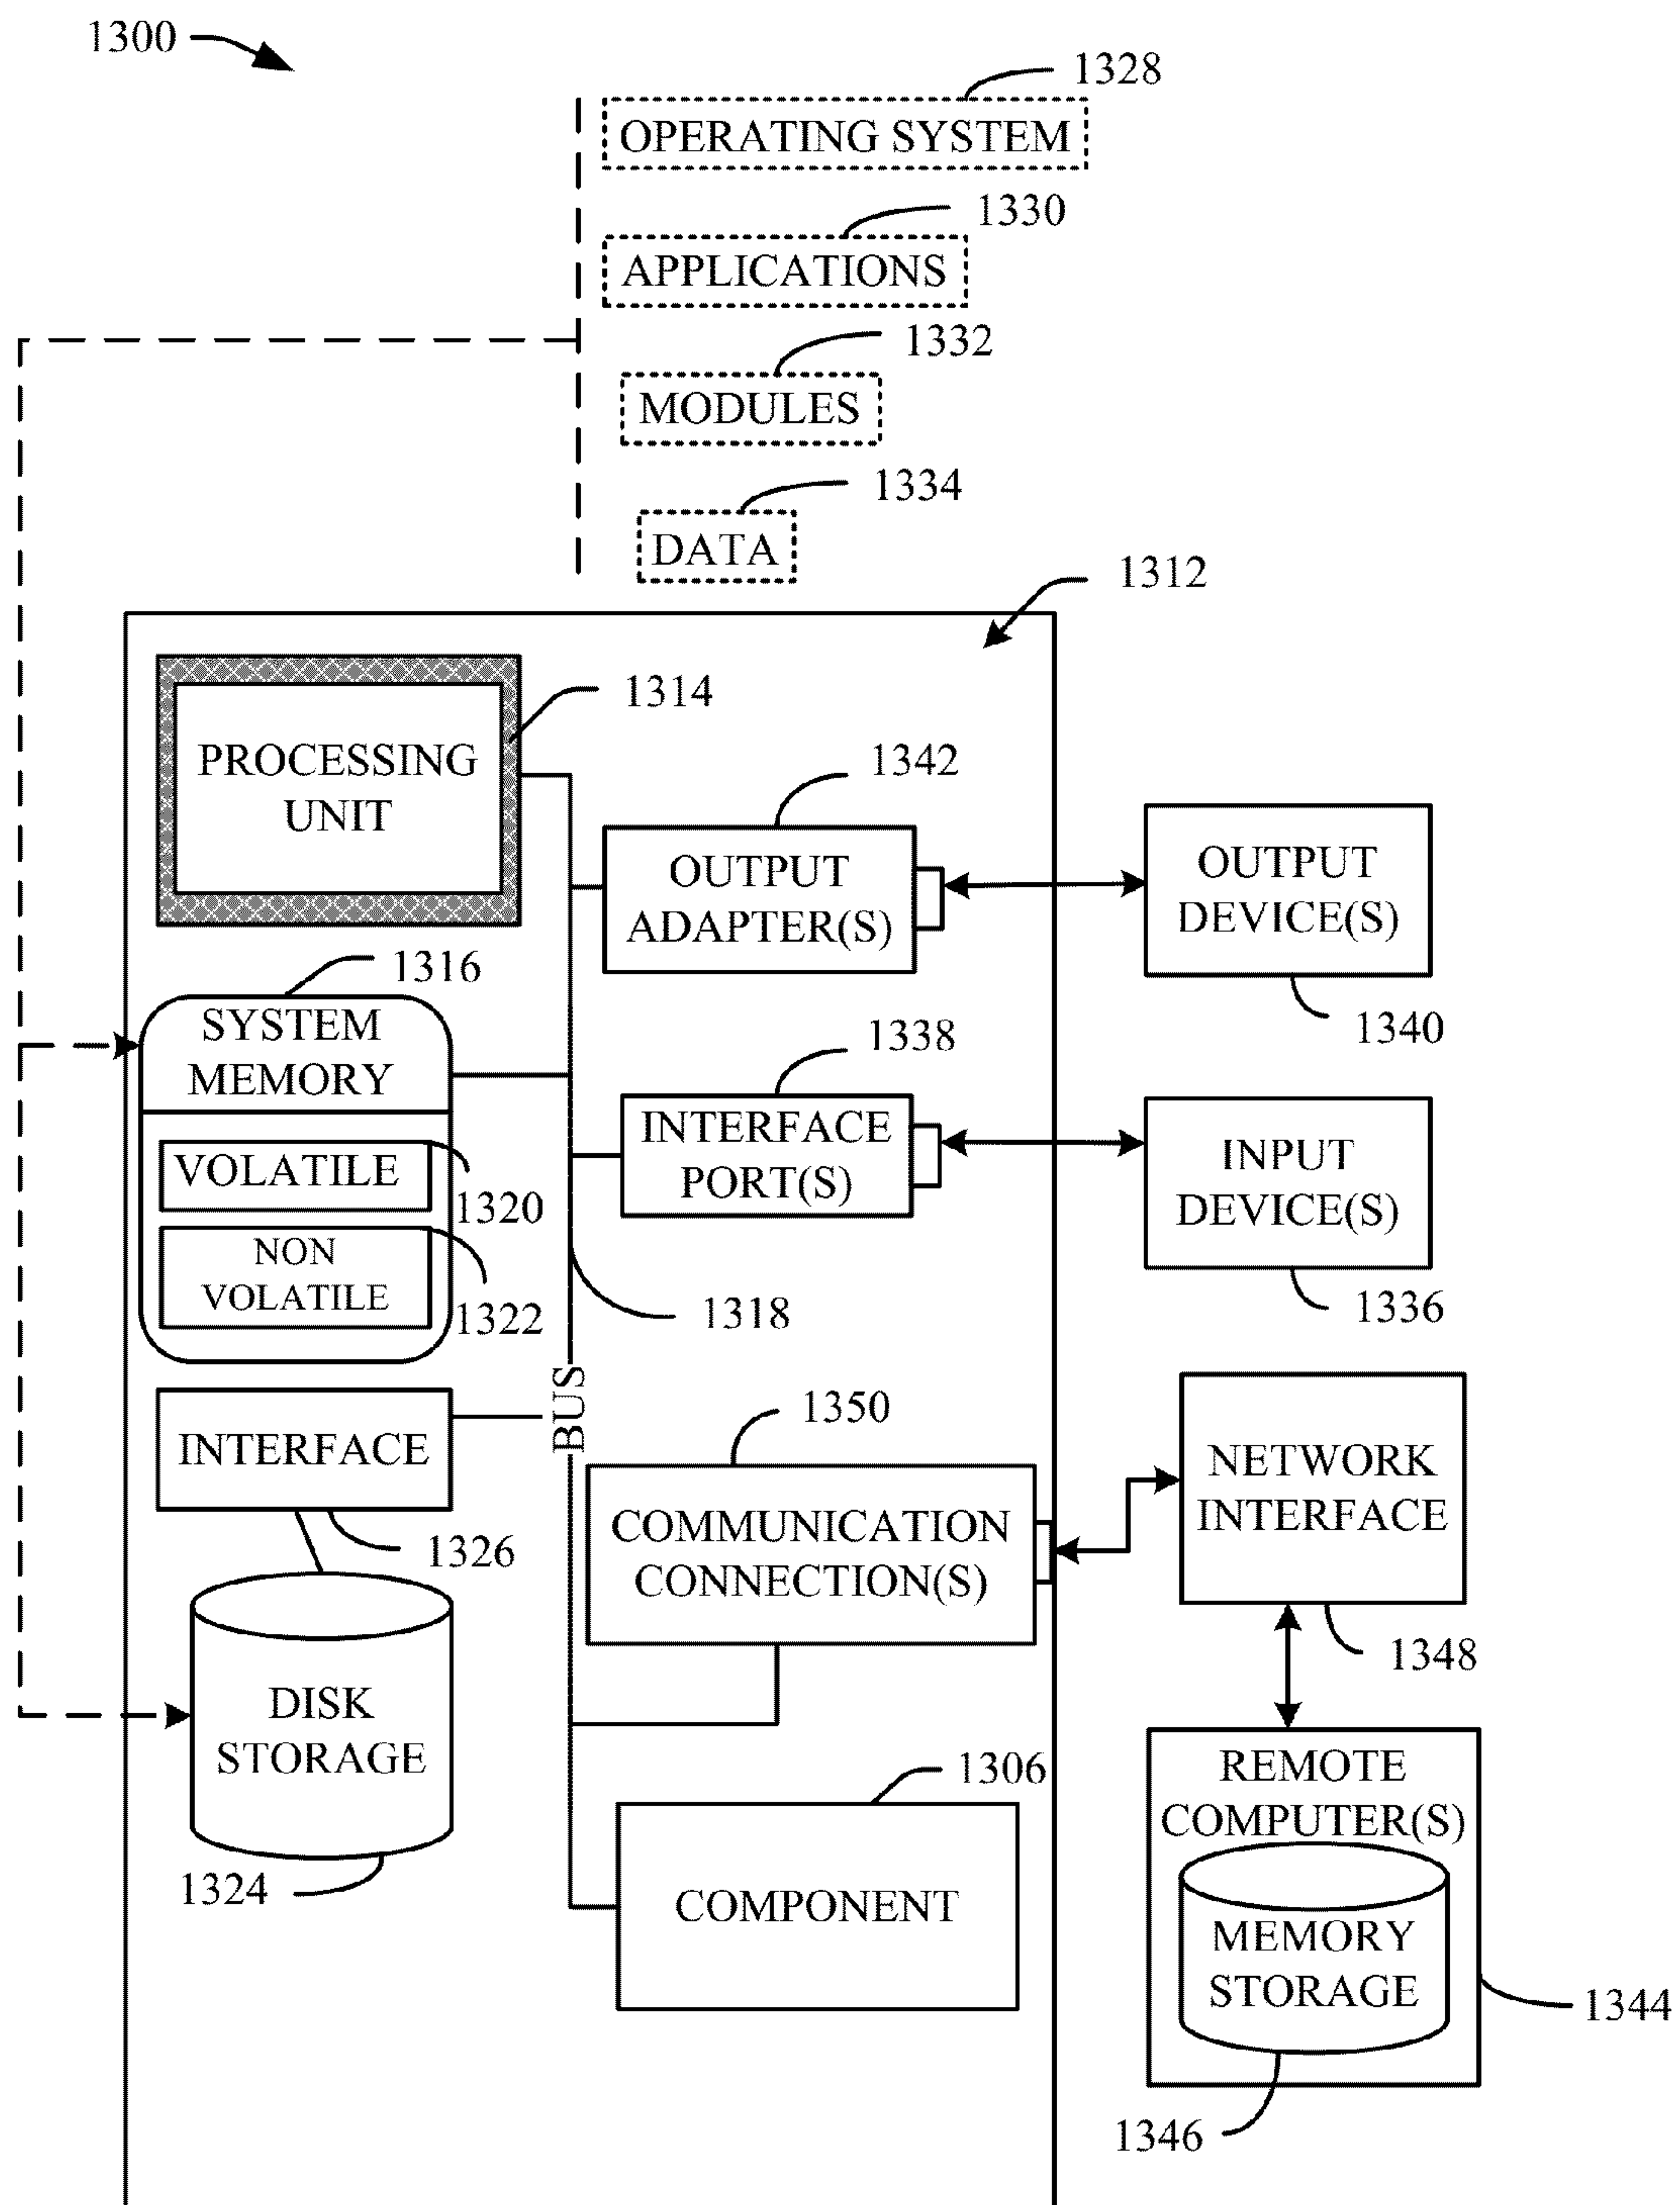 1300
1328
OPERATING SYSTEM
1330
APPLICATIONS
1332
MODULES
1334
DATA
1312
1314
PROCESSING
UNIT
1342
OUTPUT
ADAPTER(S)
OUTPUT
DEVICE(S)
1340
1316
SYSTEM
MEMORY
VOLATILE
1320
NON
VOLATILE
1322
1338
INTERFACE
PORT(S)
INPUT
DEVICE(S)
1336
1318
BUS
INTERFACE
1326
1350
COMMUNICATION
CONNECTION(S)
NETWORK
INTERFACE
1348
DISK
STORAGE
1324
1306
COMPONENT
REMOTE
COMPUTER(S)
MEMORY
STORAGE
1344
1346